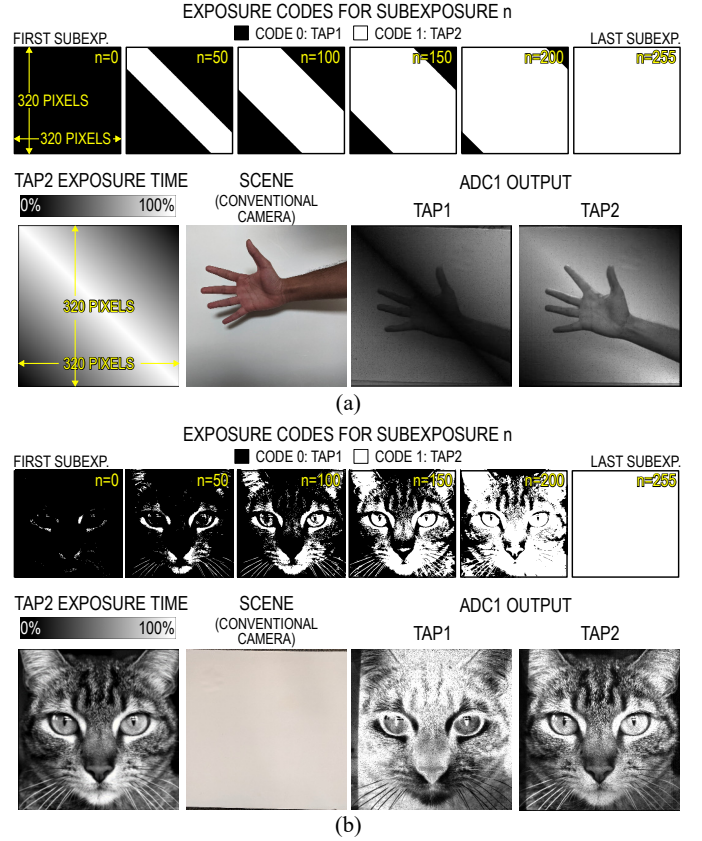 EXPOSURE CODES FOR SUBEXPOSURE n
FIRST SUBEXP. CODE 0: TAP1 CODE 1: TAP2 LAST SUBEXP.
n=0 n=50 n=100 n=150 n=200 n=255
320 PIXELS
320 PIXELS
TAP2 EXPOSURE TIME SCENE ADC1 OUTPUT
0% 100% (CONVENTIONAL CAMERA) TAP1 TAP2
320 PIXELS
320 PIXELS
(a)
EXPOSURE CODES FOR SUBEXPOSURE n
FIRST SUBEXP. CODE 0: TAP1 CODE 1: TAP2 LAST SUBEXP.
n=0 n=50 n=100 n=150 n=200 n=255
TAP2 EXPOSURE TIME SCENE ADC1 OUTPUT
0% 100% (CONVENTIONAL CAMERA) TAP1 TAP2
(b)